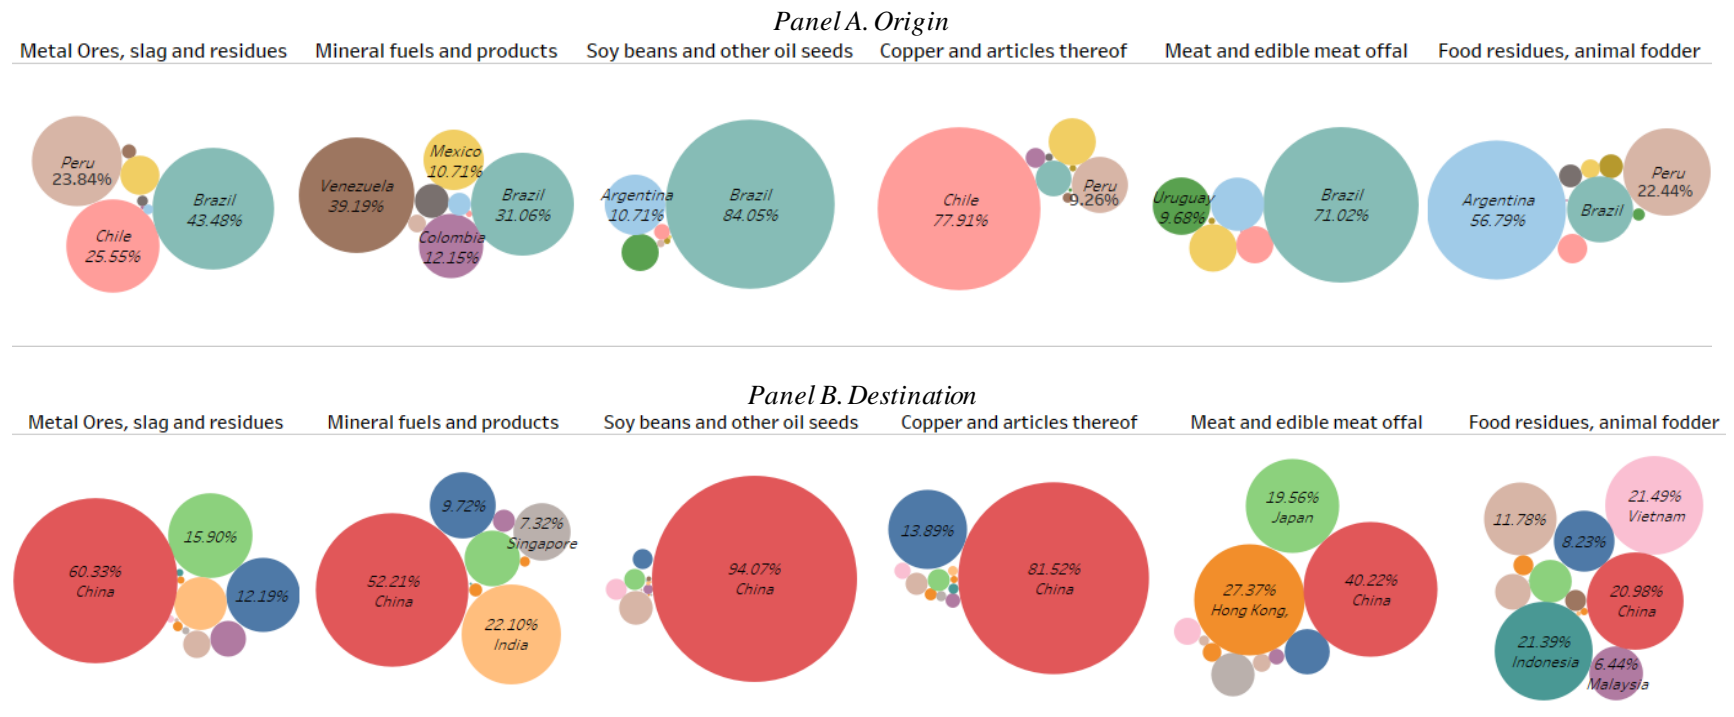 Panel A. Origin
Metal Ores, slag and residues
Mineral fuels and products
Soy beans and other oil seeds
Copper and articles thereof
Meat and edible meat offal
Food residues, animal fodder
Peru
23.84%
Brazil
43.48%
Chile
25.55%
Venezuela
39.19%
Mexico
10.71%
Brazil
31.06%
Colombia
12.15%
Argentina
10.71%
Brazil
84.05%
Chile
77.91%
Peru
9.26%
Uruguay
9.68%
Brazil
71.02%
Argentina
56.79%
Brazil
Peru
22.44%
Panel B. Destination
Metal Ores, slag and residues
Mineral fuels and products
Soy beans and other oil seeds
Copper and articles thereof
Meat and edible meat offal
Food residues, animal fodder
60.33%
China
15.90%
12.19%
52.21%
China
9.72%
7.32%
Singapore
22.10%
India
94.07%
China
13.89%
81.52%
China
19.56%
Japan
27.37%
Hong Kong,
40.22%
China
11.78%
8.23%
21.49%
Vietnam
20.98%
China
21.39%
Indonesia
6.44%
Malaysia